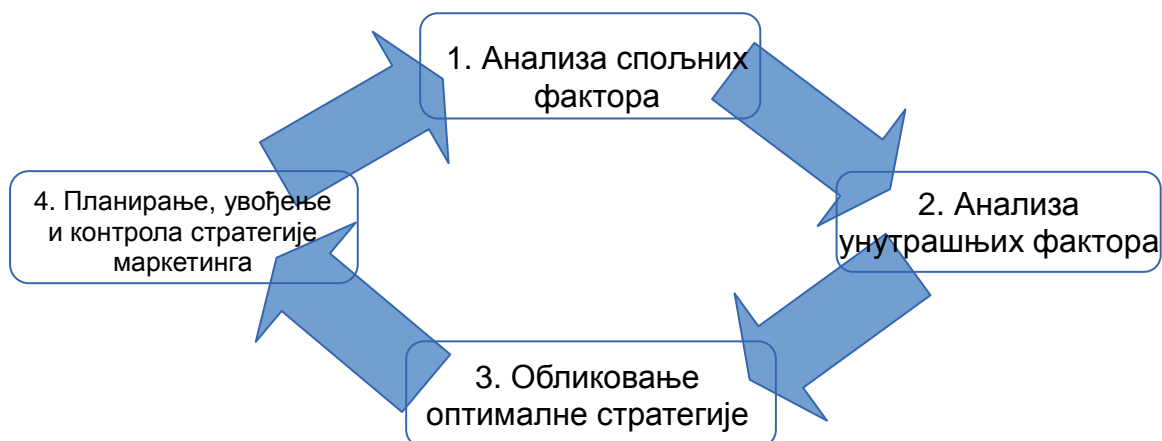 1. Анализа спољних
фактора
2. Анализа
унутрашњих фактора
3. Обликовање
оптималне стратегије
4. Планирање, увођење
и контрола стратегије
маркетинга